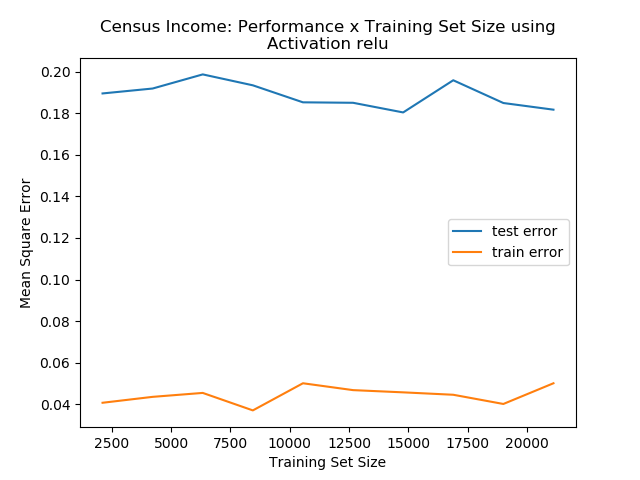 Census Income: Performance x Training Set Size using
Activation relu
0.20
0.18
0.16
0.14
0.12
0.10
0.08
0.06
0.04
Mean Square Error
test error
train error
2500 5000 7500 10000 12500 15000 17500 20000
Training Set Size